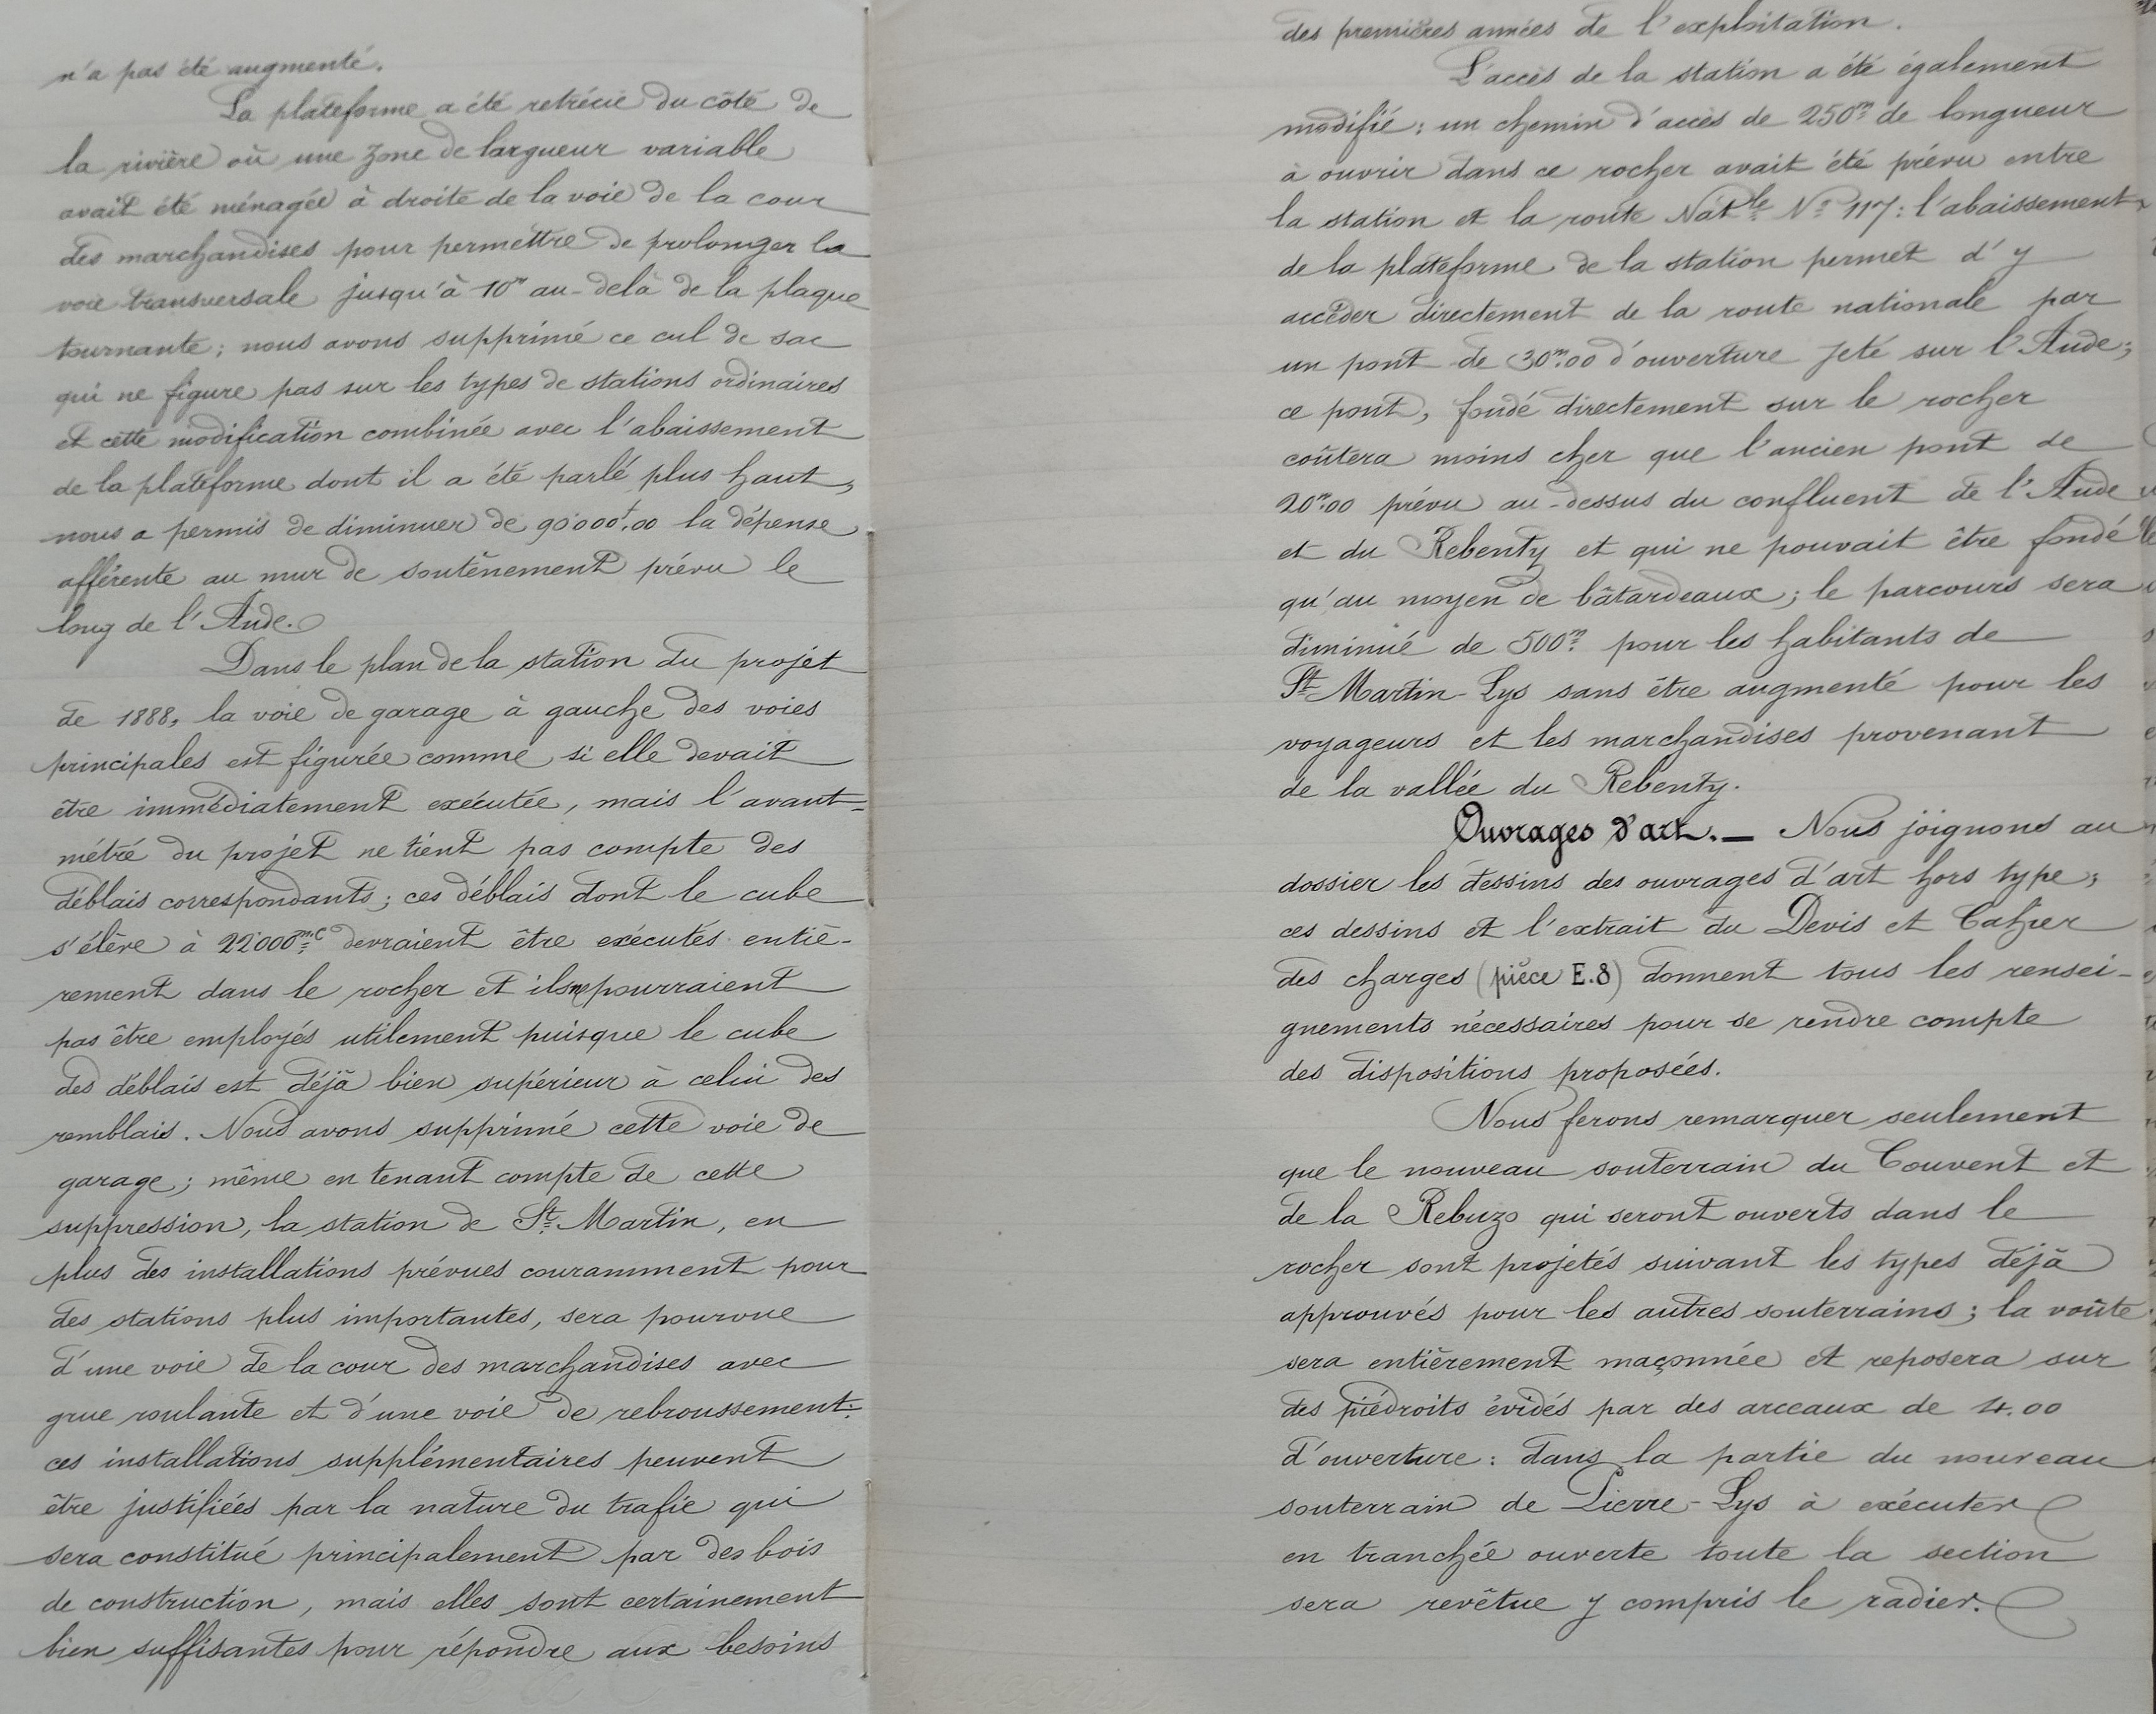 n'a pas été augmenté.
La plateforme a été retrécie du côté de
la rivière où une zone de largueur variable
avait été ménagée à droite de la voie de la cour
des marchandises pour permettre de prolonger la
voie transversale jusqu'à 10m au-delà de la plaque
tournante; nous avons supprimé ce cul de sac
qui ne figure pas sur les types de stations ordinaires
et cette modification combinée avec l'abaissement
de la plateforme dont il a été parlé plus haut,
nous a permis de diminuer de 90'000f,00 la dépense
afférente au mur de soutènement prévu le
long de l'Aude.
Dans le plan de la station du projet
de 1888, la voie de garage à gauche des voies
principales est figurée comme si elle devait
être immédiatement exécutée, mais l'avant-
métré du projet ne tient pas compte des
déblais correspondants; ces déblais dont le cube
s'élève à 22'000m.c devraient être exécutés entiè-
rement dans le rocher et ils ne pourraient
pas être employés utilement puisque le cube
des déblais est déjà bien supérieur à celui des
remblais. Nous avons supprimé cette voie de
garage; même en tenant compte de cette
suppression, la station de St. Martin, en
plus des installations prévues couramment pour
des stations plus importantes, sera pourvue
d'une voie de la cour des marchandises avec
grue roulante et d'une voie de rebroussement:
ces installations supplémentaires peuvent
être justifiées par la nature du trafic qui
sera constitué principalement par des bois
de construction, mais elles sont certainement
bien suffisantes pour répondre aux besoins
des premières années de l'exploitation.
L'accès de la station a été également
modifié: un chemin d'accès de 250m de longueur
à ouvrir dans ce rocher avait été prévu entre
la station et la route Natle No 117: l'abaissement
de la plateforme de la station permet d'y
accèder directement de la route nationale par
un pont de 30m.00 d'ouverture jeté sur l'Aude;
ce pont, fondé directement sur le rocher
coûtera moins cher que l'ancien pont de
20m.00 prévu au-dessus du confluent de l'Aude
et du Rebenty et qui ne pouvait être fondé
qu'au moyen de bâtardeaux; le parcours sera
diminué de 500m pour les habitants de
St-Martin-Lys sans être augmenté pour les
voyageurs et les marchandises provenant
de la vallée du Rebenty.
Ouvrages d'art.— Nous joignons au
dossier les dessins des ouvrages d'art hors type;
ces dessins et l'extrait du Devis et Cahier
des charges (pièce E.8) donnent tous les rensei-
gnements nécessaires pour se rendre compte
des dispositions proposées.
Nous ferons remarquer seulement
que le nouveau souterrain du Couvent et
de la Rebuzo qui seront ouverts dans le
rocher sont projetés suivant les types déjà
approuvés pour les autres souterrains; la voûte
sera entièrement maçonnée et reposera sur
des piédroits évidés par des arceaux de 4.00
d'ouverture: dans la partie du nouveau
souterrain de Pierre-Lys à exécuter
en tranchée ouverte toute la section
sera revêtue y compris le radier.